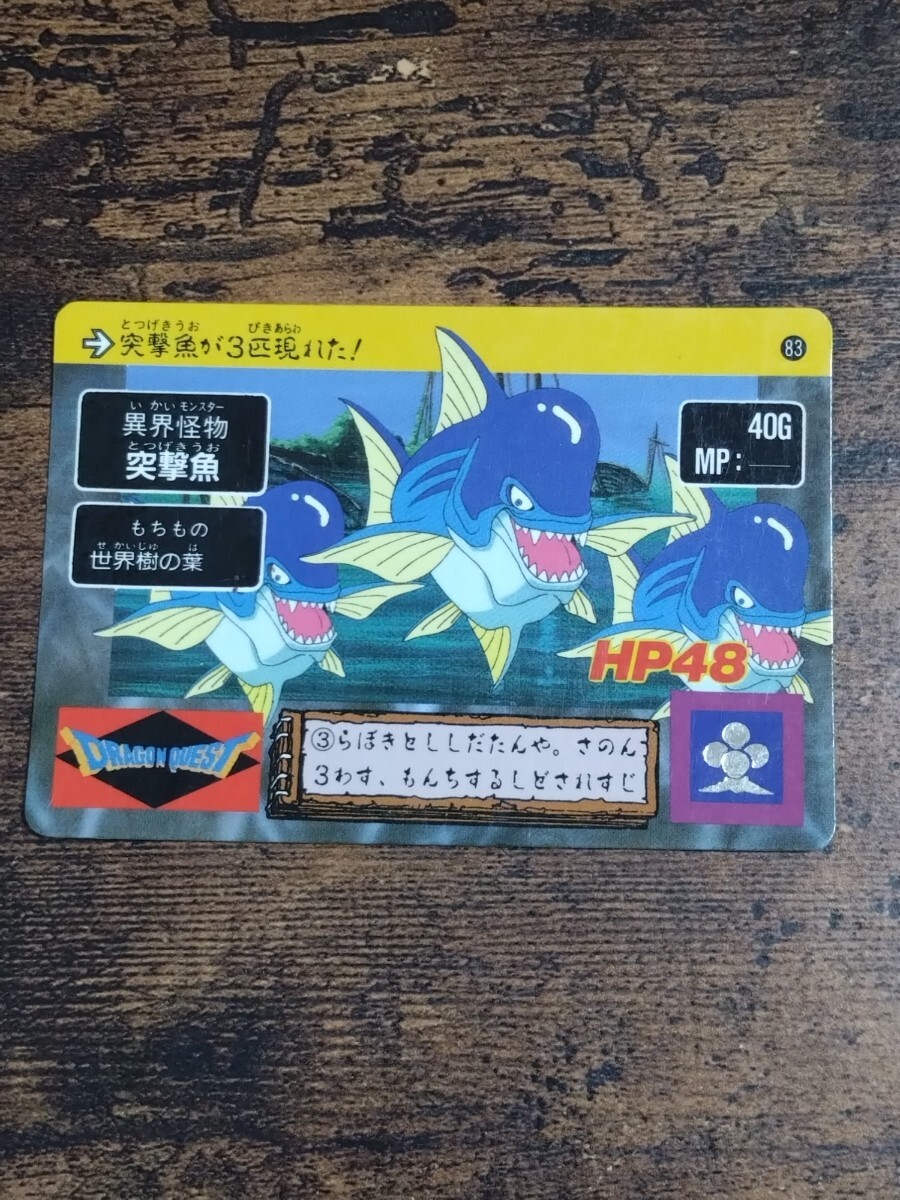 とつげきうお びきあらわ
突撃魚が3匹現れた!
83
いかいモンスター
異界怪物
とつげきうお
突撃魚
もちもの
せかいじゅ は
世界樹の葉
40G
MP:
HP48
DRAGON QUEST
③らぼきとししだたんや。さのん
3わす、もんちするしどされすじ